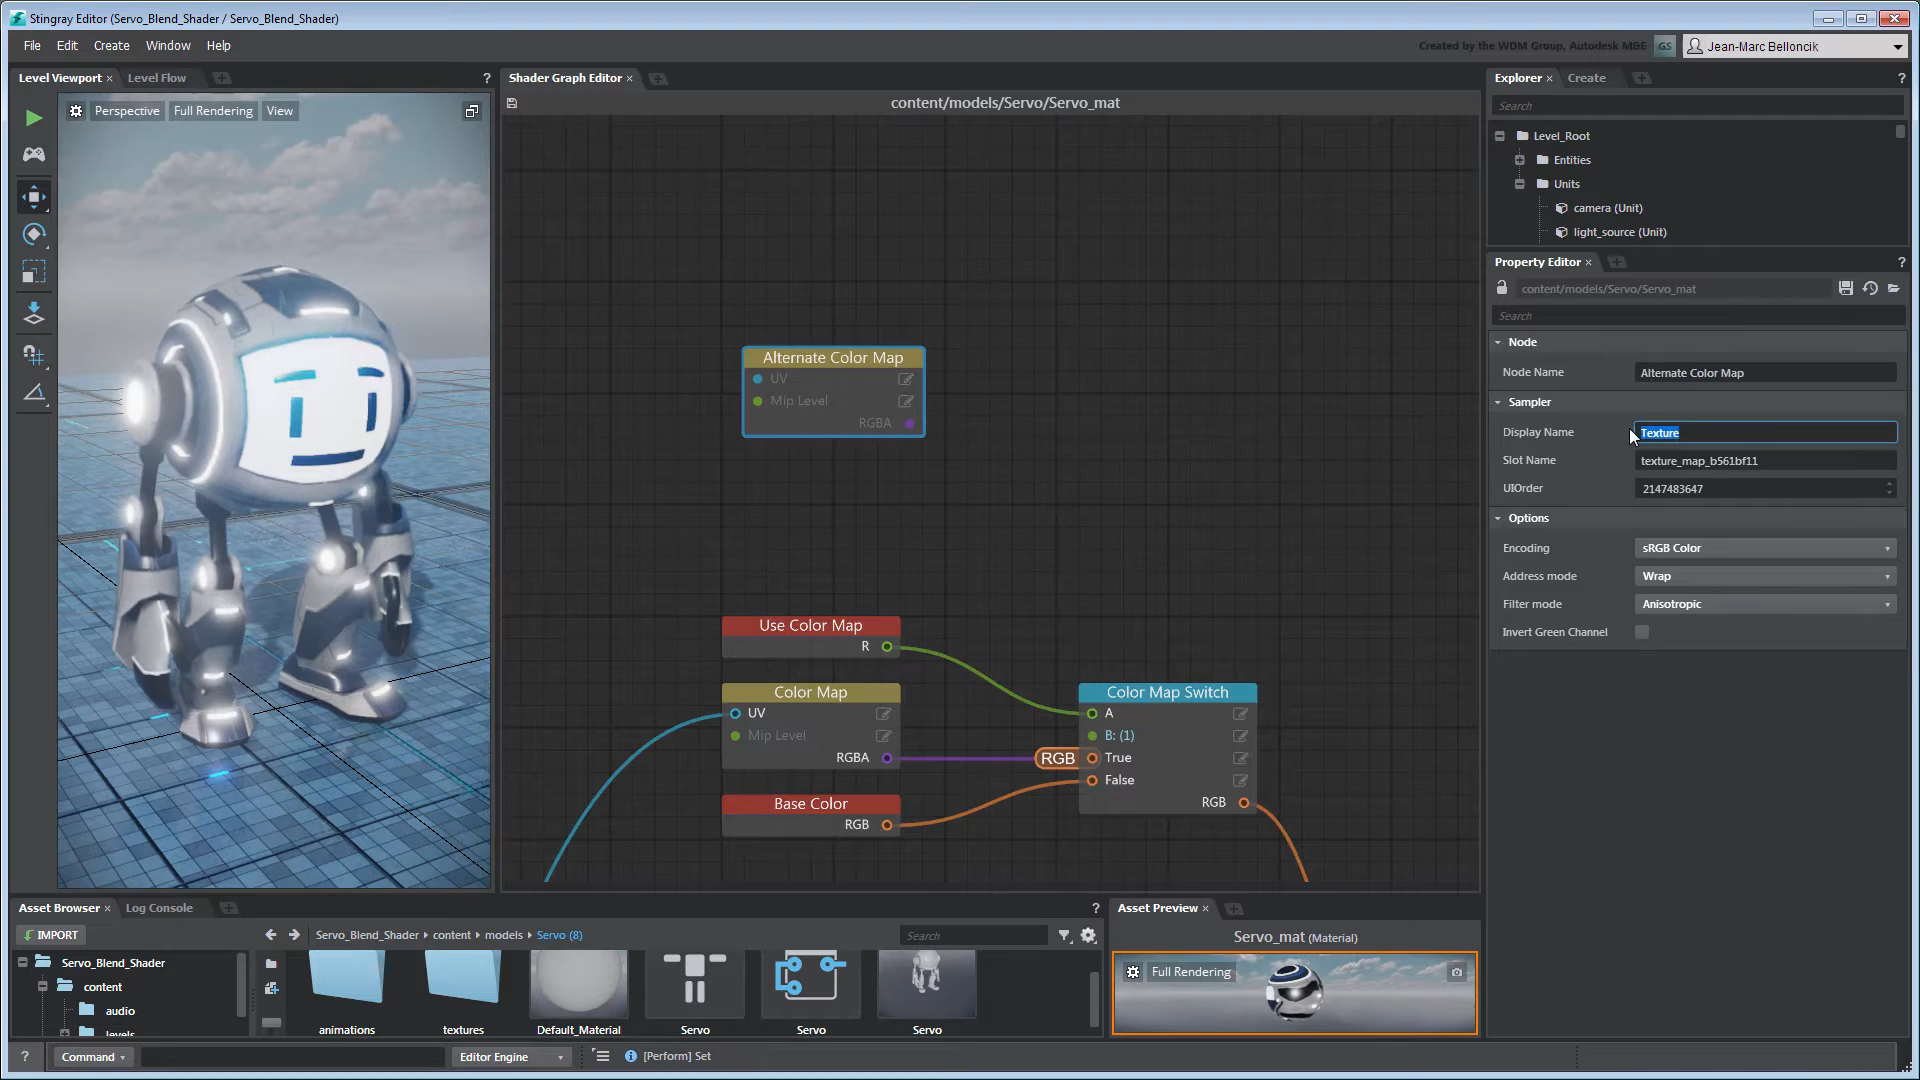 Stingray Editor (Servo_Blend_Shader / Servo_Blend_Shader)
File Edit Create Window Help
Created by the WDM Group, Autodesk MGE GS Jean-Marc Belloncik
Level Viewport × Level Flow ?
Perspective Full Rendering View
Shader Graph Editor ×
content/models/Servo/Servo_mat
Alternate Color Map
UV
Mip Level
RGBA
Use Color Map
R
Color Map
UV
Mip Level
RGBA
Base Color
RGB
Color Map Switch
A
B: (1)
RGB True
False
RGB
Explorer × Create ?
Search
Level_Root
Entities
Units
camera (Unit)
light_source (Unit)
Property Editor × ?
content/models/Servo/Servo_mat
Search
Node
Node Name Alternate Color Map
Sampler
Display Name Texture
Slot Name texture_map_b561bf11
UIOrder 2147483647
Options
Encoding sRGB Color
Address mode Wrap
Filter mode Anisotropic
Invert Green Channel
Asset Browser × Log Console ?
IMPORT
Servo_Blend_Shader content models Servo (8)
Search
Servo_Blend_Shader
content
audio
levels
animations textures Default_Material Servo Servo Servo
Asset Preview ×
Servo_mat (Material)
Full Rendering
? Command Editor Engine [Perform] Set